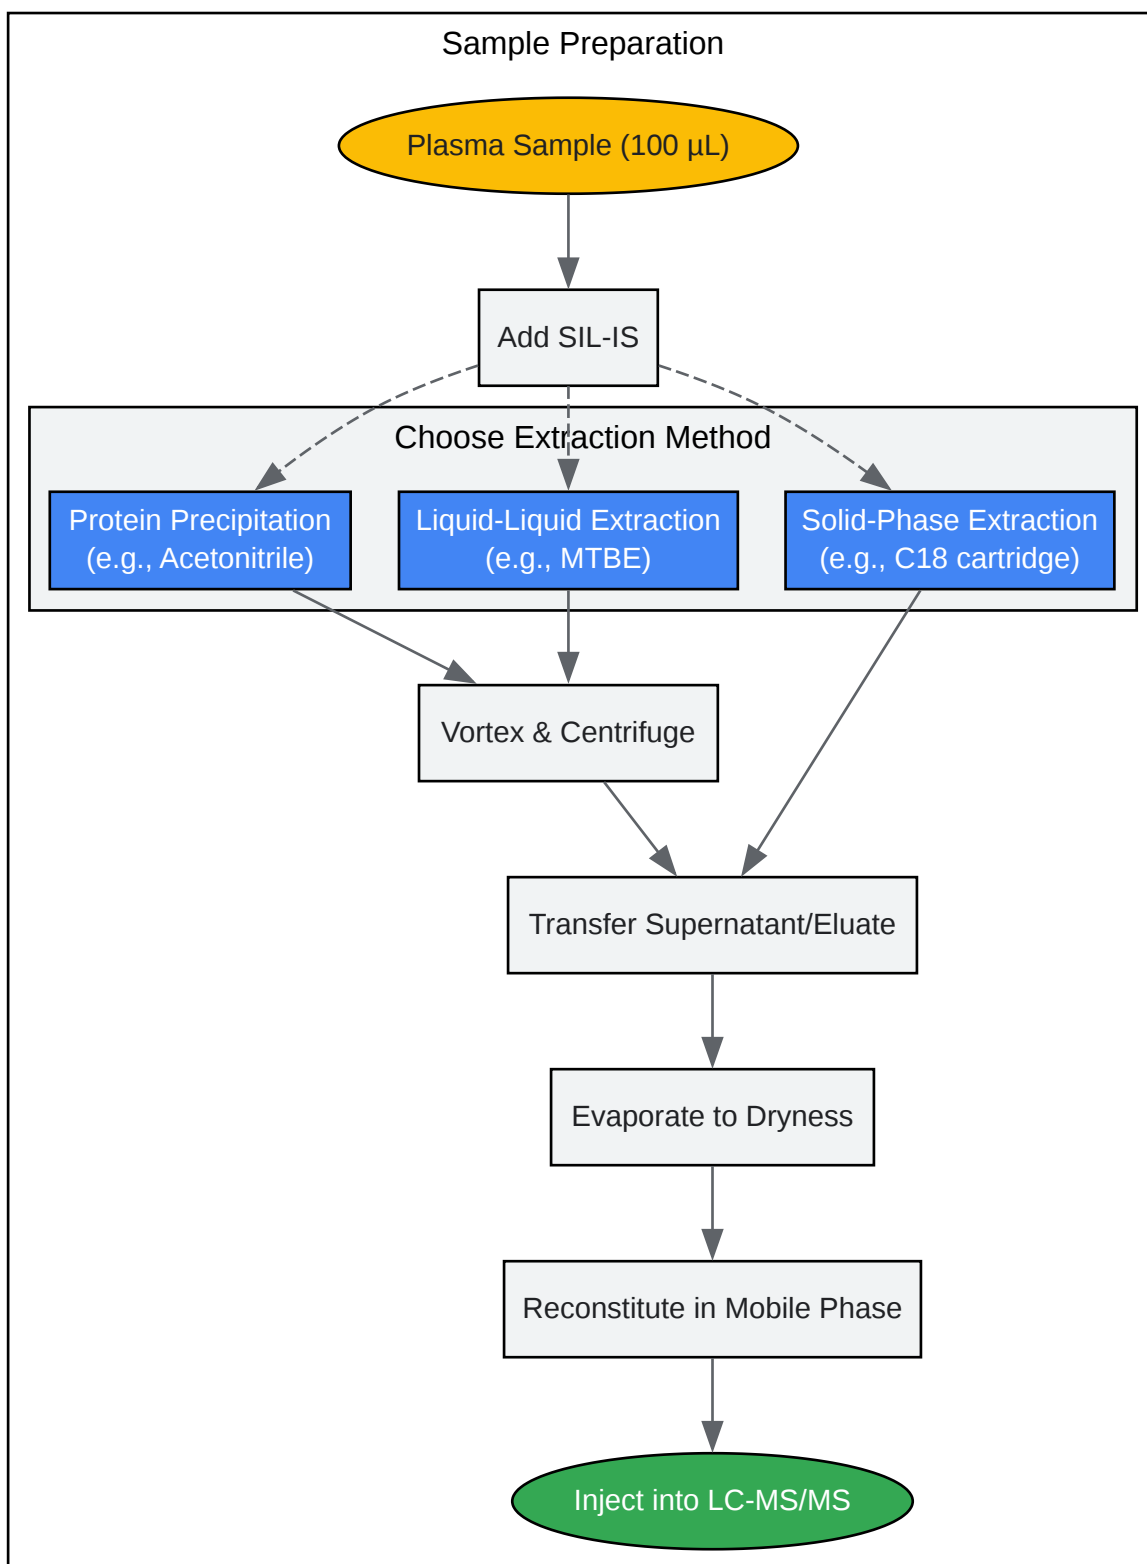 Sample Preparation
Plasma Sample (100 µL)
Add SIL-IS
Choose Extraction Method
Protein Precipitation
(e.g., Acetonitrile)
Liquid-Liquid Extraction
(e.g., MTBE)
Solid-Phase Extraction
(e.g., C18 cartridge)
Vortex & Centrifuge
Transfer Supernatant/Eluate
Evaporate to Dryness
Reconstitute in Mobile Phase
Inject into LC-MS/MS